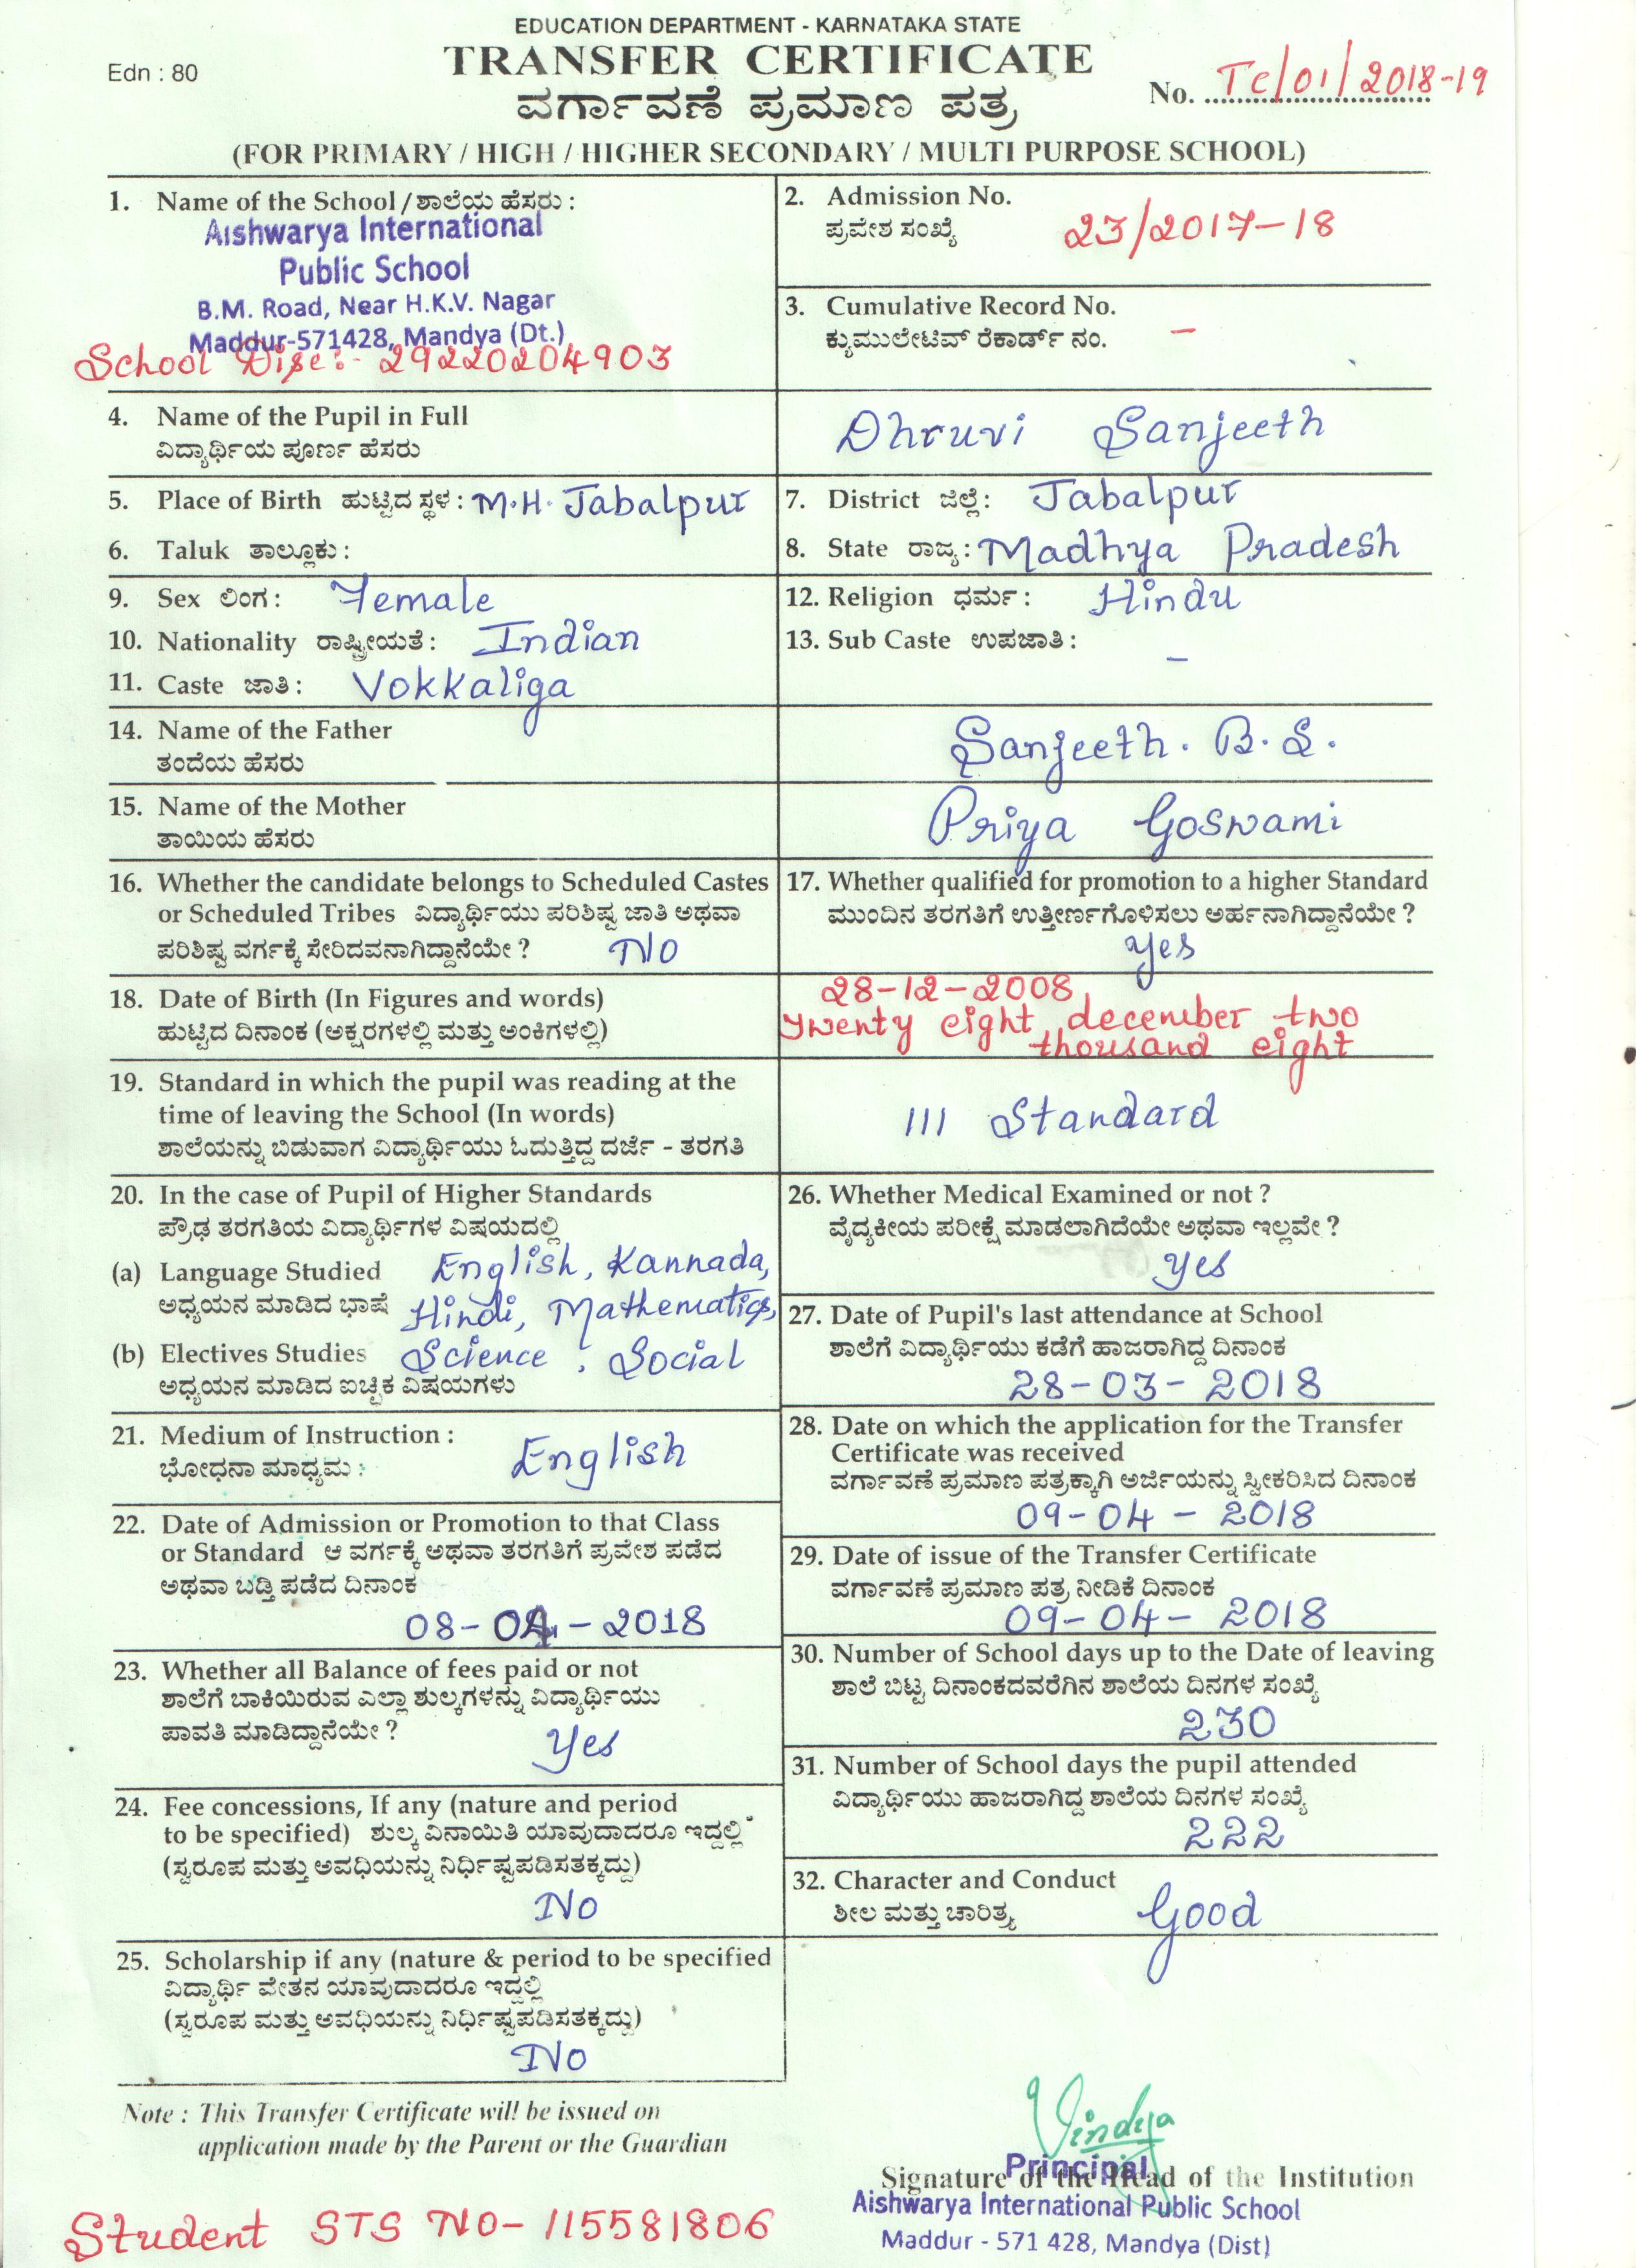 EDUCATION DEPARTMENT - KARNATAKA STATE
Edn : 80
TRANSFER CERTIFICATE
No. TC/01/2018-19
ವರ್ಗಾವಣೆ ಪ್ರಮಾಣ ಪತ್ರ
(FOR PRIMARY / HIGH / HIGHER SECONDARY / MULTI PURPOSE SCHOOL)
1. Name of the School / ಶಾಲೆಯ ಹೆಸರು :
Aishwarya International
Public School
B.M. Road, Near H.K.V. Nagar
Maddur-571428, Mandya (Dt.)
School Dise:- 29220204903
2. Admission No.
ಪ್ರವೇಶ ಸಂಖ್ಯೆ 23/2017-18
3. Cumulative Record No.
ಕ್ಯುಮುಲೇಟಿವ್ ರೆಕಾರ್ಡ್ ನಂ. -
4. Name of the Pupil in Full
ವಿದ್ಯಾರ್ಥಿಯ ಪೂರ್ಣ ಹೆಸರು
Dhruvi Sanjeeth
5. Place of Birth ಹುಟ್ಟಿದ ಸ್ಥಳ : M.H. Jabalpur
6. Taluk ತಾಲ್ಲೂಕು :
7. District ಜಿಲ್ಲೆ : Jabalpur
8. State ರಾಜ್ಯ : Madhya Pradesh
9. Sex ಲಿಂಗ : Female
10. Nationality ರಾಷ್ಟ್ರೀಯತೆ : Indian
11. Caste ಜಾತಿ : Vokkaliga
12. Religion ಧರ್ಮ : Hindu
13. Sub Caste ಉಪಜಾತಿ :
-
14. Name of the Father
ತಂದೆಯ ಹೆಸರು
Sanjeeth. B. S.
15. Name of the Mother
ತಾಯಿಯ ಹೆಸರು
Priya Goswami
16. Whether the candidate belongs to Scheduled Castes
or Scheduled Tribes ವಿದ್ಯಾರ್ಥಿಯು ಪರಿಶಿಷ್ಟ ಜಾತಿ ಅಥವಾ
ಪರಿಶಿಷ್ಟ ವರ್ಗಕ್ಕೆ ಸೇರಿದವನಾಗಿದ್ದಾನೆಯೇ ? NO
17. Whether qualified for promotion to a higher Standard
ಮುಂದಿನ ತರಗತಿಗೆ ಉತ್ತೀರ್ಣಗೊಳಿಸಲು ಅರ್ಹನಾಗಿದ್ದಾನೆಯೇ ?
yes
18. Date of Birth (In Figures and words)
ಹುಟ್ಟಿದ ದಿನಾಂಕ (ಅಕ್ಷರಗಳಲ್ಲಿ ಮತ್ತು ಅಂಕಿಗಳಲ್ಲಿ)
28-12-2008
Twenty eight, december two
thousand eight
19. Standard in which the pupil was reading at the
time of leaving the School (In words)
ಶಾಲೆಯನ್ನು ಬಿಡುವಾಗ ವಿದ್ಯಾರ್ಥಿಯು ಓದುತ್ತಿದ್ದ ದರ್ಜೆ - ತರಗತಿ
III Standard
20. In the case of Pupil of Higher Standards
ಪ್ರೌಢ ತರಗತಿಯ ವಿದ್ಯಾರ್ಥಿಗಳ ವಿಷಯದಲ್ಲಿ
(a) Language Studied English, Kannada,
ಅಧ್ಯಯನ ಮಾಡಿದ ಭಾಷೆ Hindi, Mathematics,
(b) Electives Studies Science, Social
ಅಧ್ಯಯನ ಮಾಡಿದ ಐಚ್ಛಿಕ ವಿಷಯಗಳು
21. Medium of Instruction :
ಭೋಧನಾ ಮಾಧ್ಯಮ : English
22. Date of Admission or Promotion to that Class
or Standard ಆ ವರ್ಗಕ್ಕೆ ಅಥವಾ ತರಗತಿಗೆ ಪ್ರವೇಶ ಪಡೆದ
ಅಥವಾ ಬಡ್ತಿ ಪಡೆದ ದಿನಾಂಕ
08-04-2018
23. Whether all Balance of fees paid or not
ಶಾಲೆಗೆ ಬಾಕಿಯಿರುವ ಎಲ್ಲಾ ಶುಲ್ಕಗಳನ್ನು ವಿದ್ಯಾರ್ಥಿಯು
ಪಾವತಿ ಮಾಡಿದ್ದಾನೆಯೇ ? Yes
24. Fee concessions, If any (nature and period
to be specified) ಶುಲ್ಕ ವಿನಾಯಿತಿ ಯಾವುದಾದರೂ ಇದ್ದಲ್ಲಿ
(ಸ್ವರೂಪ ಮತ್ತು ಅವಧಿಯನ್ನು ನಿರ್ಧಿಷ್ಟಪಡಿಸತಕ್ಕದ್ದು)
NO
25. Scholarship if any (nature & period to be specified
ವಿದ್ಯಾರ್ಥಿ ವೇತನ ಯಾವುದಾದರೂ ಇದ್ದಲ್ಲಿ
(ಸ್ವರೂಪ ಮತ್ತು ಅವಧಿಯನ್ನು ನಿರ್ಧಿಷ್ಟಪಡಿಸತಕ್ಕದ್ದು)
NO
26. Whether Medical Examined or not ?
ವೈದ್ಯಕೀಯ ಪರೀಕ್ಷೆ ಮಾಡಲಾಗಿದೆಯೇ ಅಥವಾ ಇಲ್ಲವೇ ?
yes
27. Date of Pupil's last attendance at School
ಶಾಲೆಗೆ ವಿದ್ಯಾರ್ಥಿಯು ಕಡೆಗೆ ಹಾಜರಾಗಿದ್ದ ದಿನಾಂಕ
28-03-2018
28. Date on which the application for the Transfer
Certificate was received
ವರ್ಗಾವಣೆ ಪ್ರಮಾಣ ಪತ್ರಕ್ಕಾಗಿ ಅರ್ಜಿಯನ್ನು ಸ್ವೀಕರಿಸಿದ ದಿನಾಂಕ
09-04-2018
29. Date of issue of the Transfer Certificate
ವರ್ಗಾವಣೆ ಪ್ರಮಾಣ ಪತ್ರ ನೀಡಿಕೆ ದಿನಾಂಕ
09-04-2018
30. Number of School days up to the Date of leaving
ಶಾಲೆ ಬಿಟ್ಟ ದಿನಾಂಕದವರೆಗಿನ ಶಾಲೆಯ ದಿನಗಳ ಸಂಖ್ಯೆ
230
31. Number of School days the pupil attended
ವಿದ್ಯಾರ್ಥಿಯು ಹಾಜರಾಗಿದ್ದ ಶಾಲೆಯ ದಿನಗಳ ಸಂಖ್ಯೆ
222
32. Character and Conduct
ಶೀಲ ಮತ್ತು ಚಾರಿತ್ರ್ಯ Good
Note : This Transfer Certificate will be issued on
application made by the Parent or the Guardian
Vindya
Principal
Signature of the Head of the Institution
Aishwarya International Public School
Maddur - 571 428, Mandya (Dist)
Student STS NO- 115581806